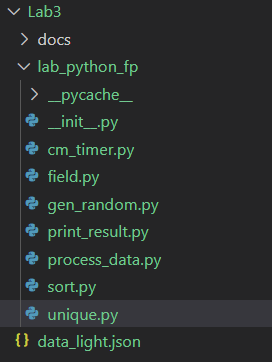 Lab3
docs
lab_python_fp
__pycache__
__init__.py
cm_timer.py
field.py
gen_random.py
print_result.py
process_data.py
sort.py
unique.py
{} data_light.json